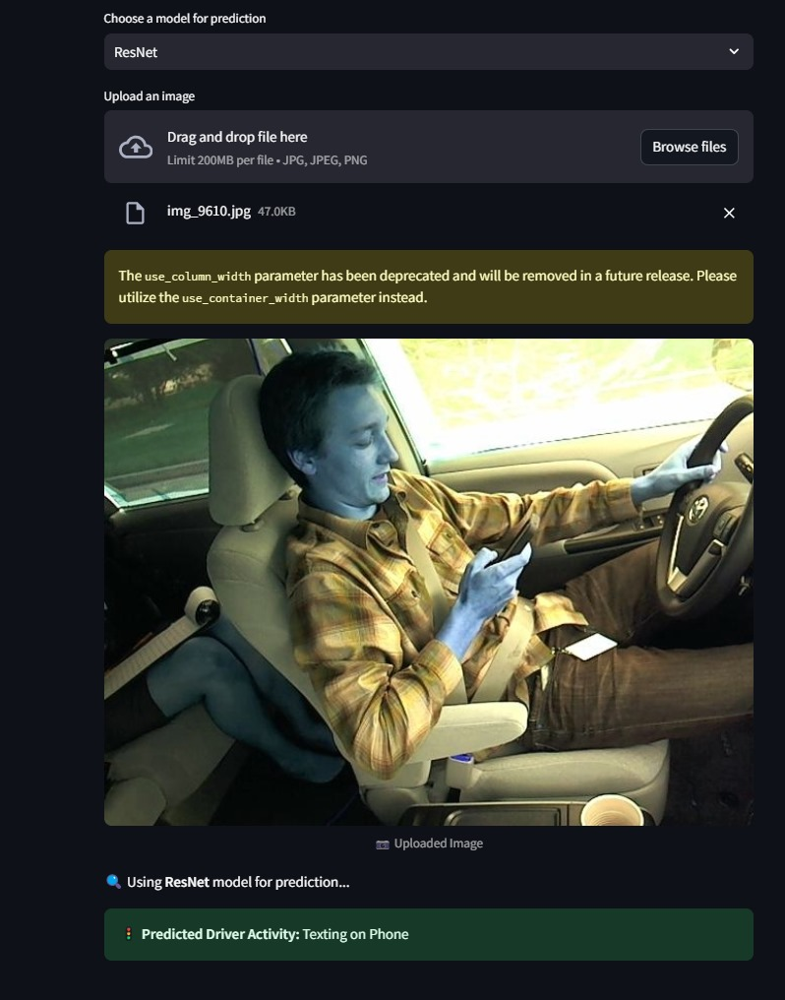 Choose a model for prediction
ResNet
Upload an image
Drag and drop file here
Limit 200MB per file • JPG, JPEG, PNG
Browse files
img_9610.jpg 47.0KB
The use_column_width parameter has been deprecated and will be removed in a future release. Please
utilize the use_container_width parameter instead.
Uploaded Image
Using ResNet model for prediction...
Predicted Driver Activity: Texting on Phone